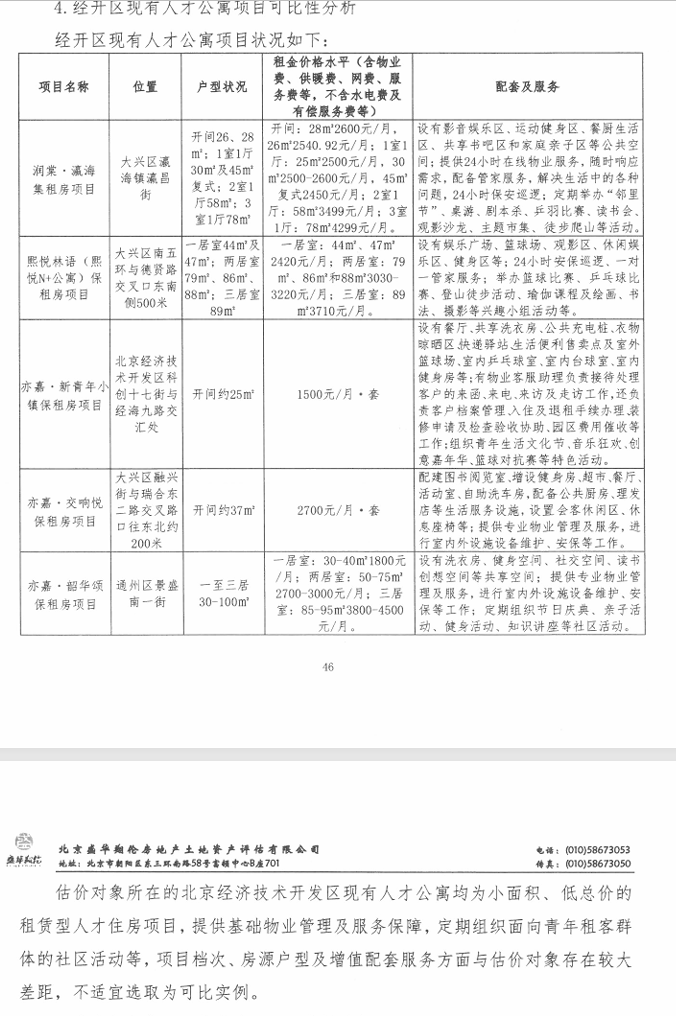 4.经开区现有人才公寓项目可比性分析
经开区现有人才公寓项目状况如下：
项目名称
位置
户型状况
租金价格水平（含物业
费、供暖费、网费、服
务费等，不含水电费及
有偿服务费等）
配套及服务
润棠·瀛海
集租房项目
大兴区瀛
海镇瀛昌
街
开间26、28
㎡；1室1厅
30㎡及45㎡
复式；2室1
厅58㎡；3
室1厅78㎡
开间：28㎡2600元/月，
26㎡2540.92元/月；1室1
厅：25㎡2500元/月，30
㎡2500-2600元/月，45㎡
复式2450元/月；2室1
厅：58㎡3499元/月；3室
1厅：78㎡4299元/月。
设有影音娱乐区、运动健身区、餐厨生活
区、共享书吧区和家庭亲子区等公共空
间；提供24小时在线物业服务，随时响应
需求，配备管家服务，解决生活中的各种
问题，24小时保安巡逻；定期举办“邻里
节”、桌游、剧本杀、乒羽比赛、读书会、
观影沙龙、主题市集、徒步爬山等活动。
熙悦林语（熙
悦N+公寓）保
租房项目
大兴区南五
环与德贤路
交叉口东南
侧500米
一居室44㎡及
47㎡；两居室
79㎡、86㎡、
88㎡；三居室
89㎡
一居室：44㎡、47㎡
2420元/月；两居室：79
㎡、86㎡和88㎡3030-
3220元/月；三居室：89
㎡3710元/月。
设有娱乐广场、篮球场、观影区、休闲娱
乐区、健身区等；24小时安保巡逻、一对
一管家服务；举办篮球比赛、乒乓球比
赛、登山徒步活动、瑜伽课程及绘画、书
法、摄影等兴趣小组活动等。
亦嘉·新青年小
镇保租房项目
北京经济技
术开发区科
创十七街与
经海九路交
汇处
开间约25㎡
1500元/月·套
设有餐厅、共享洗衣房、公共充电桩、衣物
晾晒区、快递驿站、生活便利售卖点及室外
篮球场、室内乒乓球室、室内台球室、室内
健身房等；有物业客服助理负责接待处理
客户的来函、来电、来访及走访工作，还负
责客户档案管理、入住及退租手续办理、装
修申请及检查验收协助、园区费用催收等
工作；组织青年生活文化节、音乐狂欢、创
意嘉年华、篮球对抗赛等特色活动。
亦嘉·交响悦
保租房项目
大兴区融兴
街与瑞合东
二路交叉路
口往东北约
200米
开间约37㎡
2700元/月·套
配建图书阅览室、增设健身房、超市、餐厅、
活动室、自助洗车房，配备公共厨房、理发
店等生活服务设施，设置会客休闲区、休
息座椅等；提供专业物业管理及服务，进
行室内外设施设备维护、安保等工作。
亦嘉·韶华颂
保租房项目
通州区景盛
南一街
一至三居
30-100㎡
一居室：30-40㎡1800元
/月；两居室：50-75㎡
2700-3000元/月；三居
室：85-95㎡3800-4500
元/月。
设有洗衣房、健身空间、社交空间、读书
创想空间等共享空间；提供专业物业管
理及服务，进行室内外设施设备维护、安
保等工作；定期组织节日庆典、亲子活
动、健身活动、知识讲座等社区活动。
46
北京盛华翔伦房地产土地资产评估有限公司
地址：北京市朝阳区东三环南路58号富顿中心B座701
电话：(010)58673053
传真：(010)58673050
估价对象所在的北京经济技术开发区现有人才公寓均为小面积、低总价的
租赁型人才住房项目，提供基础物业管理及服务保障，定期组织面向青年租客群
体的社区活动等，项目档次、房源户型及增值配套服务方面与估价对象存在较大
差距，不适宜选取为可比实例。